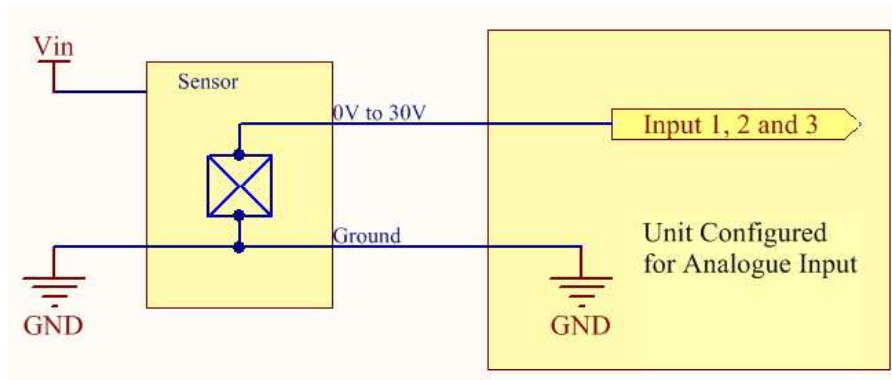 Vin
Sensor
0V to 30V
Input 1, 2 and 3
Ground
Unit Configured
for Analogue Input
GND
GND